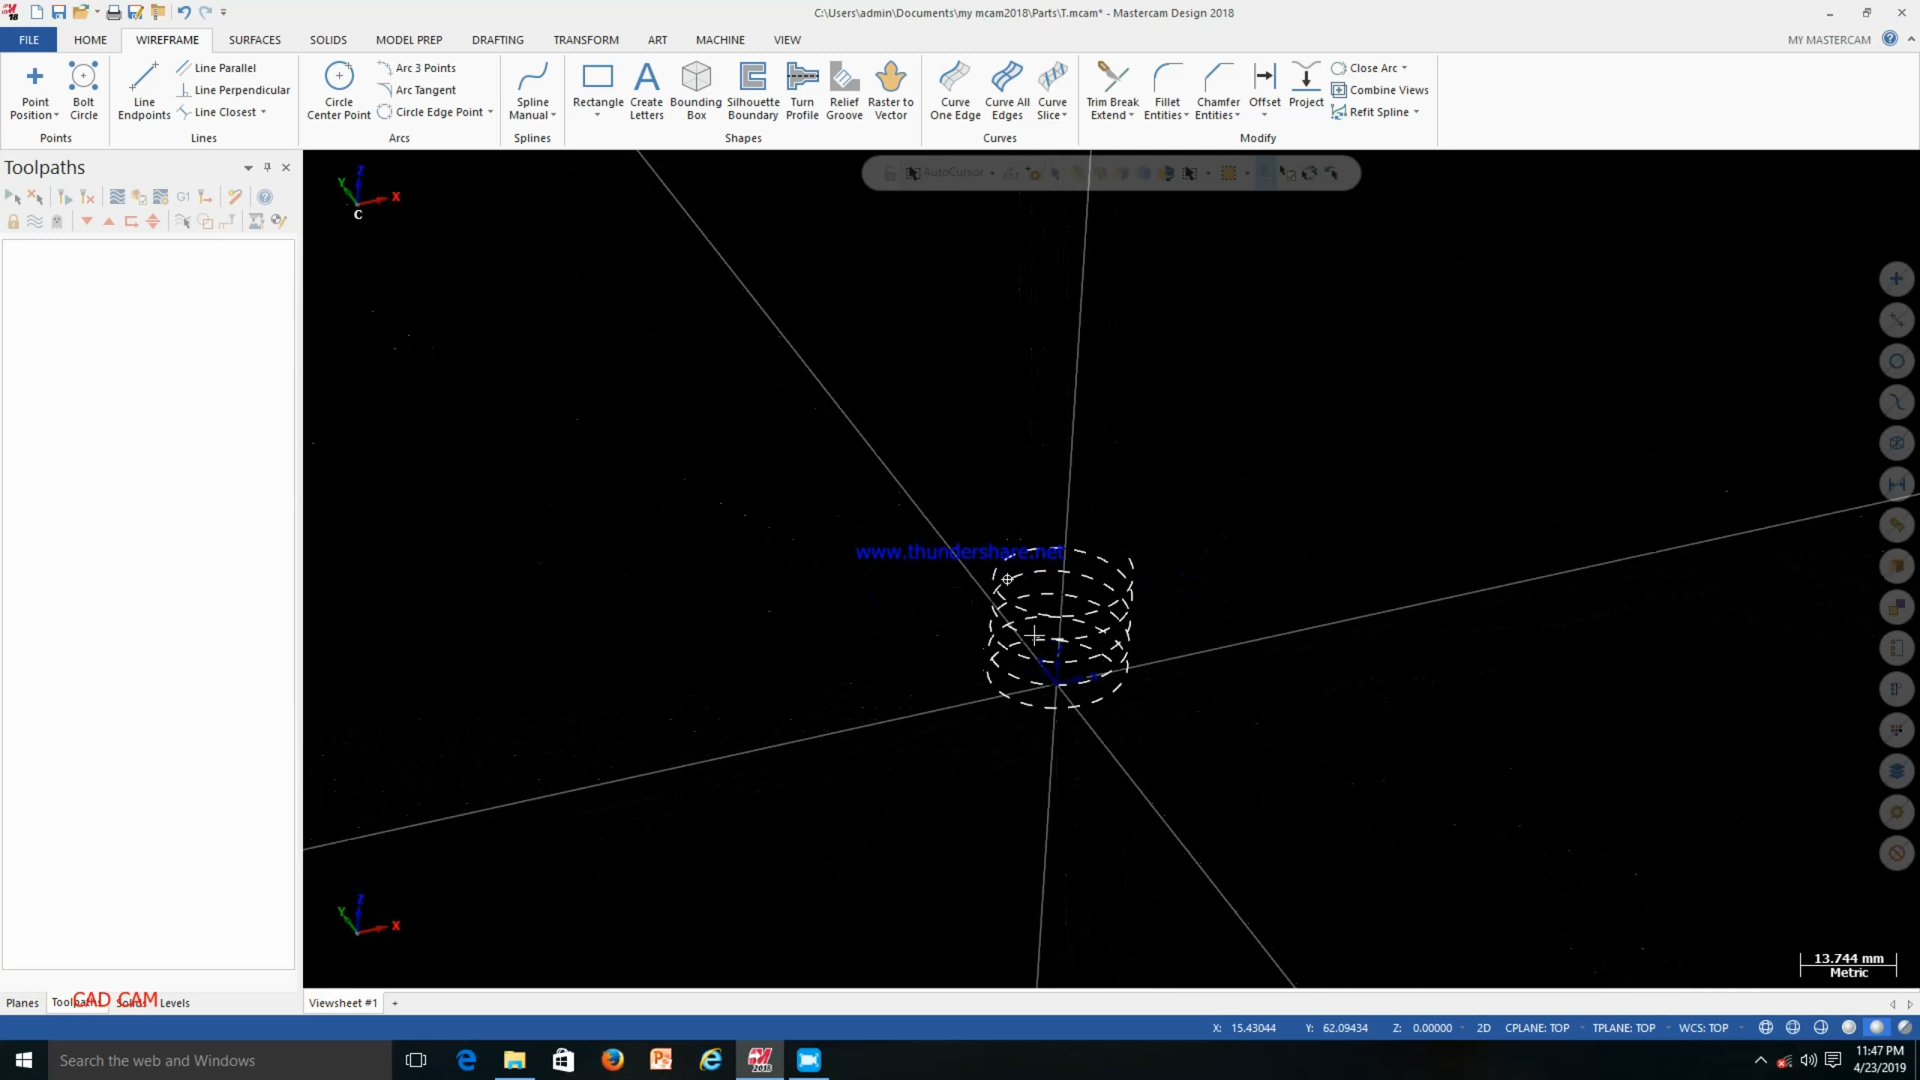 C:\Users\admin\Documents\my mcam2018\Parts\T.mcam* - Mastercam Design 2018
FILE HOME WIREFRAME SURFACES SOLIDS MODEL PREP DRAFTING TRANSFORM ART MACHINE VIEW MY MASTERCAM
Point Position
Bolt Circle
Points
Line Endpoints
Line Parallel
Line Perpendicular
Line Closest
Lines
Circle Center Point
Arc 3 Points
Arc Tangent
Circle Edge Point
Arcs
Spline Manual
Splines
Rectangle
Create Letters
Bounding Box
Silhouette Boundary
Turn Profile
Relief Groove
Raster to Vector
Shapes
Curve One Edge
Curve All Edges
Curve Slice
Curves
Trim Break Extend
Fillet Entities
Chamfer Entities
Offset
Project
Close Arc
Combine Views
Refit Spline
Modify
Toolpaths
G1
AutoCursor
Z
Y
X
C
www.thundershare.net
Z
Y
X
13.744 mm
Metric
Planes Toolpaths Solids Levels
CAD CAM
Viewsheet #1 +
X: 15.43044 Y: 62.09434 Z: 0.00000 2D CPLANE: TOP TPLANE: TOP WCS: TOP
Search the web and Windows
2018
11:47 PM
4/23/2019